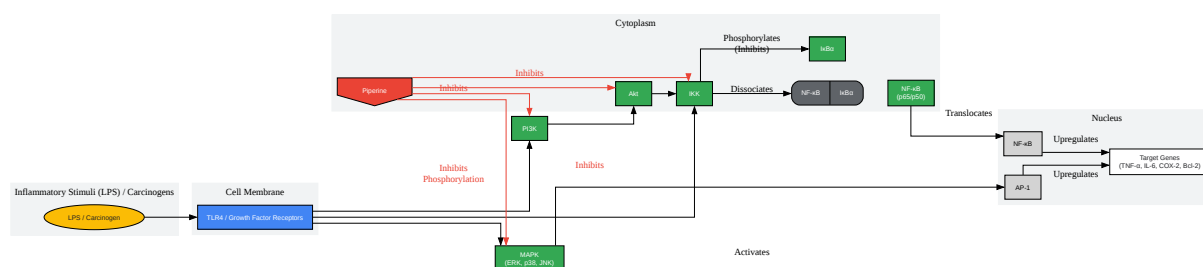 Cytoplasm
Phosphorylates
(Inhibits)
IκBα
Inhibits
Piperine
Inhibits
Akt
IKK
Dissociates
NF-κB
IκBα
NF-κB
(p65/p50)
Translocates
Nucleus
PI3K
NF-κB
Upregulates
Target Genes
(TNF-α, IL-6, COX-2, Bcl-2)
Inhibits
Phosphorylation
Inhibits
Upregulates
AP-1
Inflammatory Stimuli (LPS) / Carcinogens
Cell Membrane
LPS / Carcinogen
TLR4 / Growth Factor Receptors
MAPK
(ERK, p38, JNK)
Activates